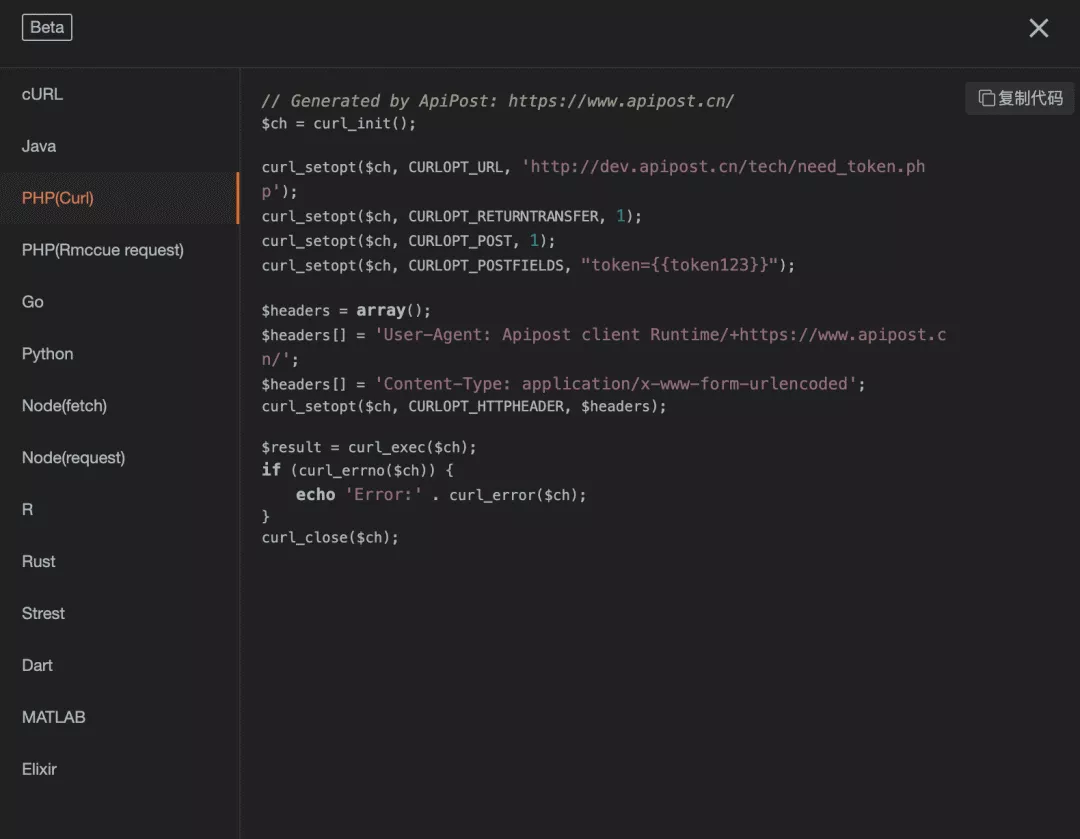 Beta
cURL
Java
PHP(Curl)
PHP(Rmccue request)
Go
Python
Node(fetch)
Node(request)
R
Rust
Strest
Dart
MATLAB
Elixir
复制代码
// Generated by ApiPost: https://www.apipost.cn/
$ch = curl_init();
curl_setopt($ch, CURLOPT_URL, 'http://dev.apipost.cn/tech/need_token.ph
p');
curl_setopt($ch, CURLOPT_RETURNTRANSFER, 1);
curl_setopt($ch, CURLOPT_POST, 1);
curl_setopt($ch, CURLOPT_POSTFIELDS, "token={{token123}}");
$headers = array();
$headers[] = 'User-Agent: Apipost client Runtime/+https://www.apipost.c
n/';
$headers[] = 'Content-Type: application/x-www-form-urlencoded';
curl_setopt($ch, CURLOPT_HTTPHEADER, $headers);
$result = curl_exec($ch);
if (curl_errno($ch)) {
    echo 'Error:' . curl_error($ch);
}
curl_close($ch);